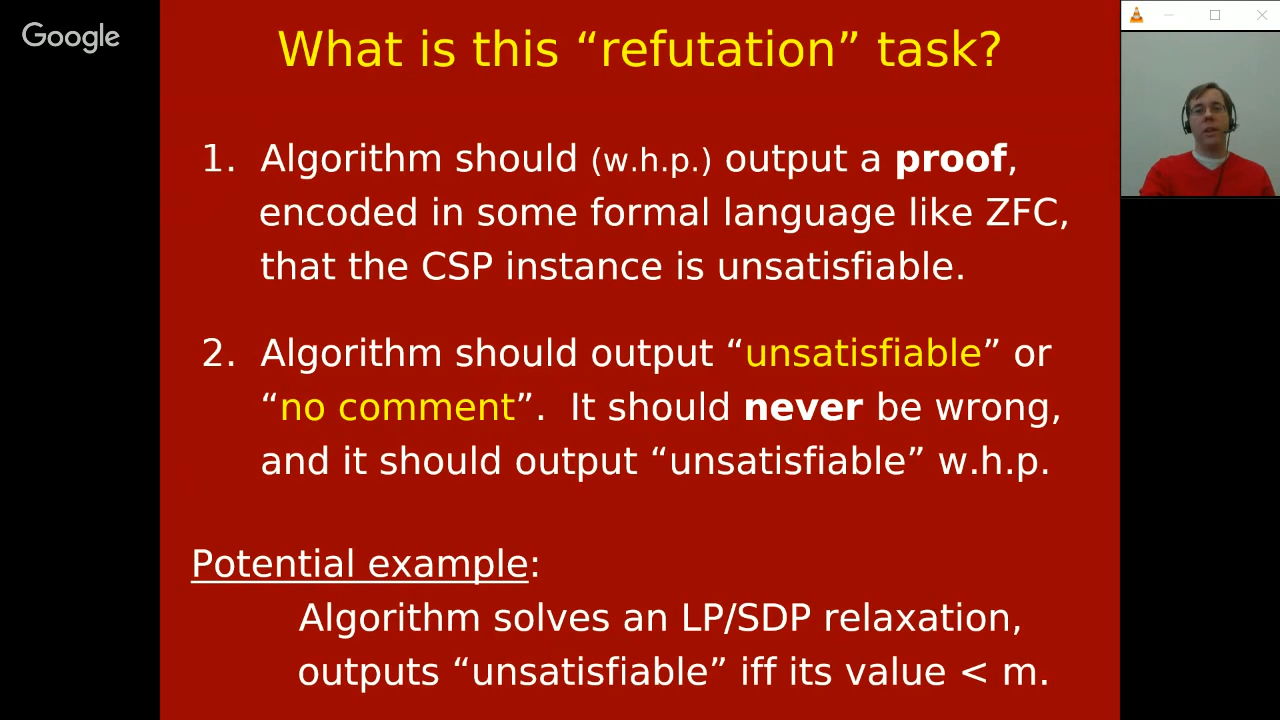 Google
What is this “refutation” task?
1. Algorithm should (w.h.p.) output a proof,
encoded in some formal language like ZFC,
that the CSP instance is unsatisfiable.
2. Algorithm should output “unsatisfiable” or
“no comment”. It should never be wrong,
and it should output “unsatisfiable” w.h.p.
Potential example:
Algorithm solves an LP/SDP relaxation,
outputs “unsatisfiable” iff its value < m.